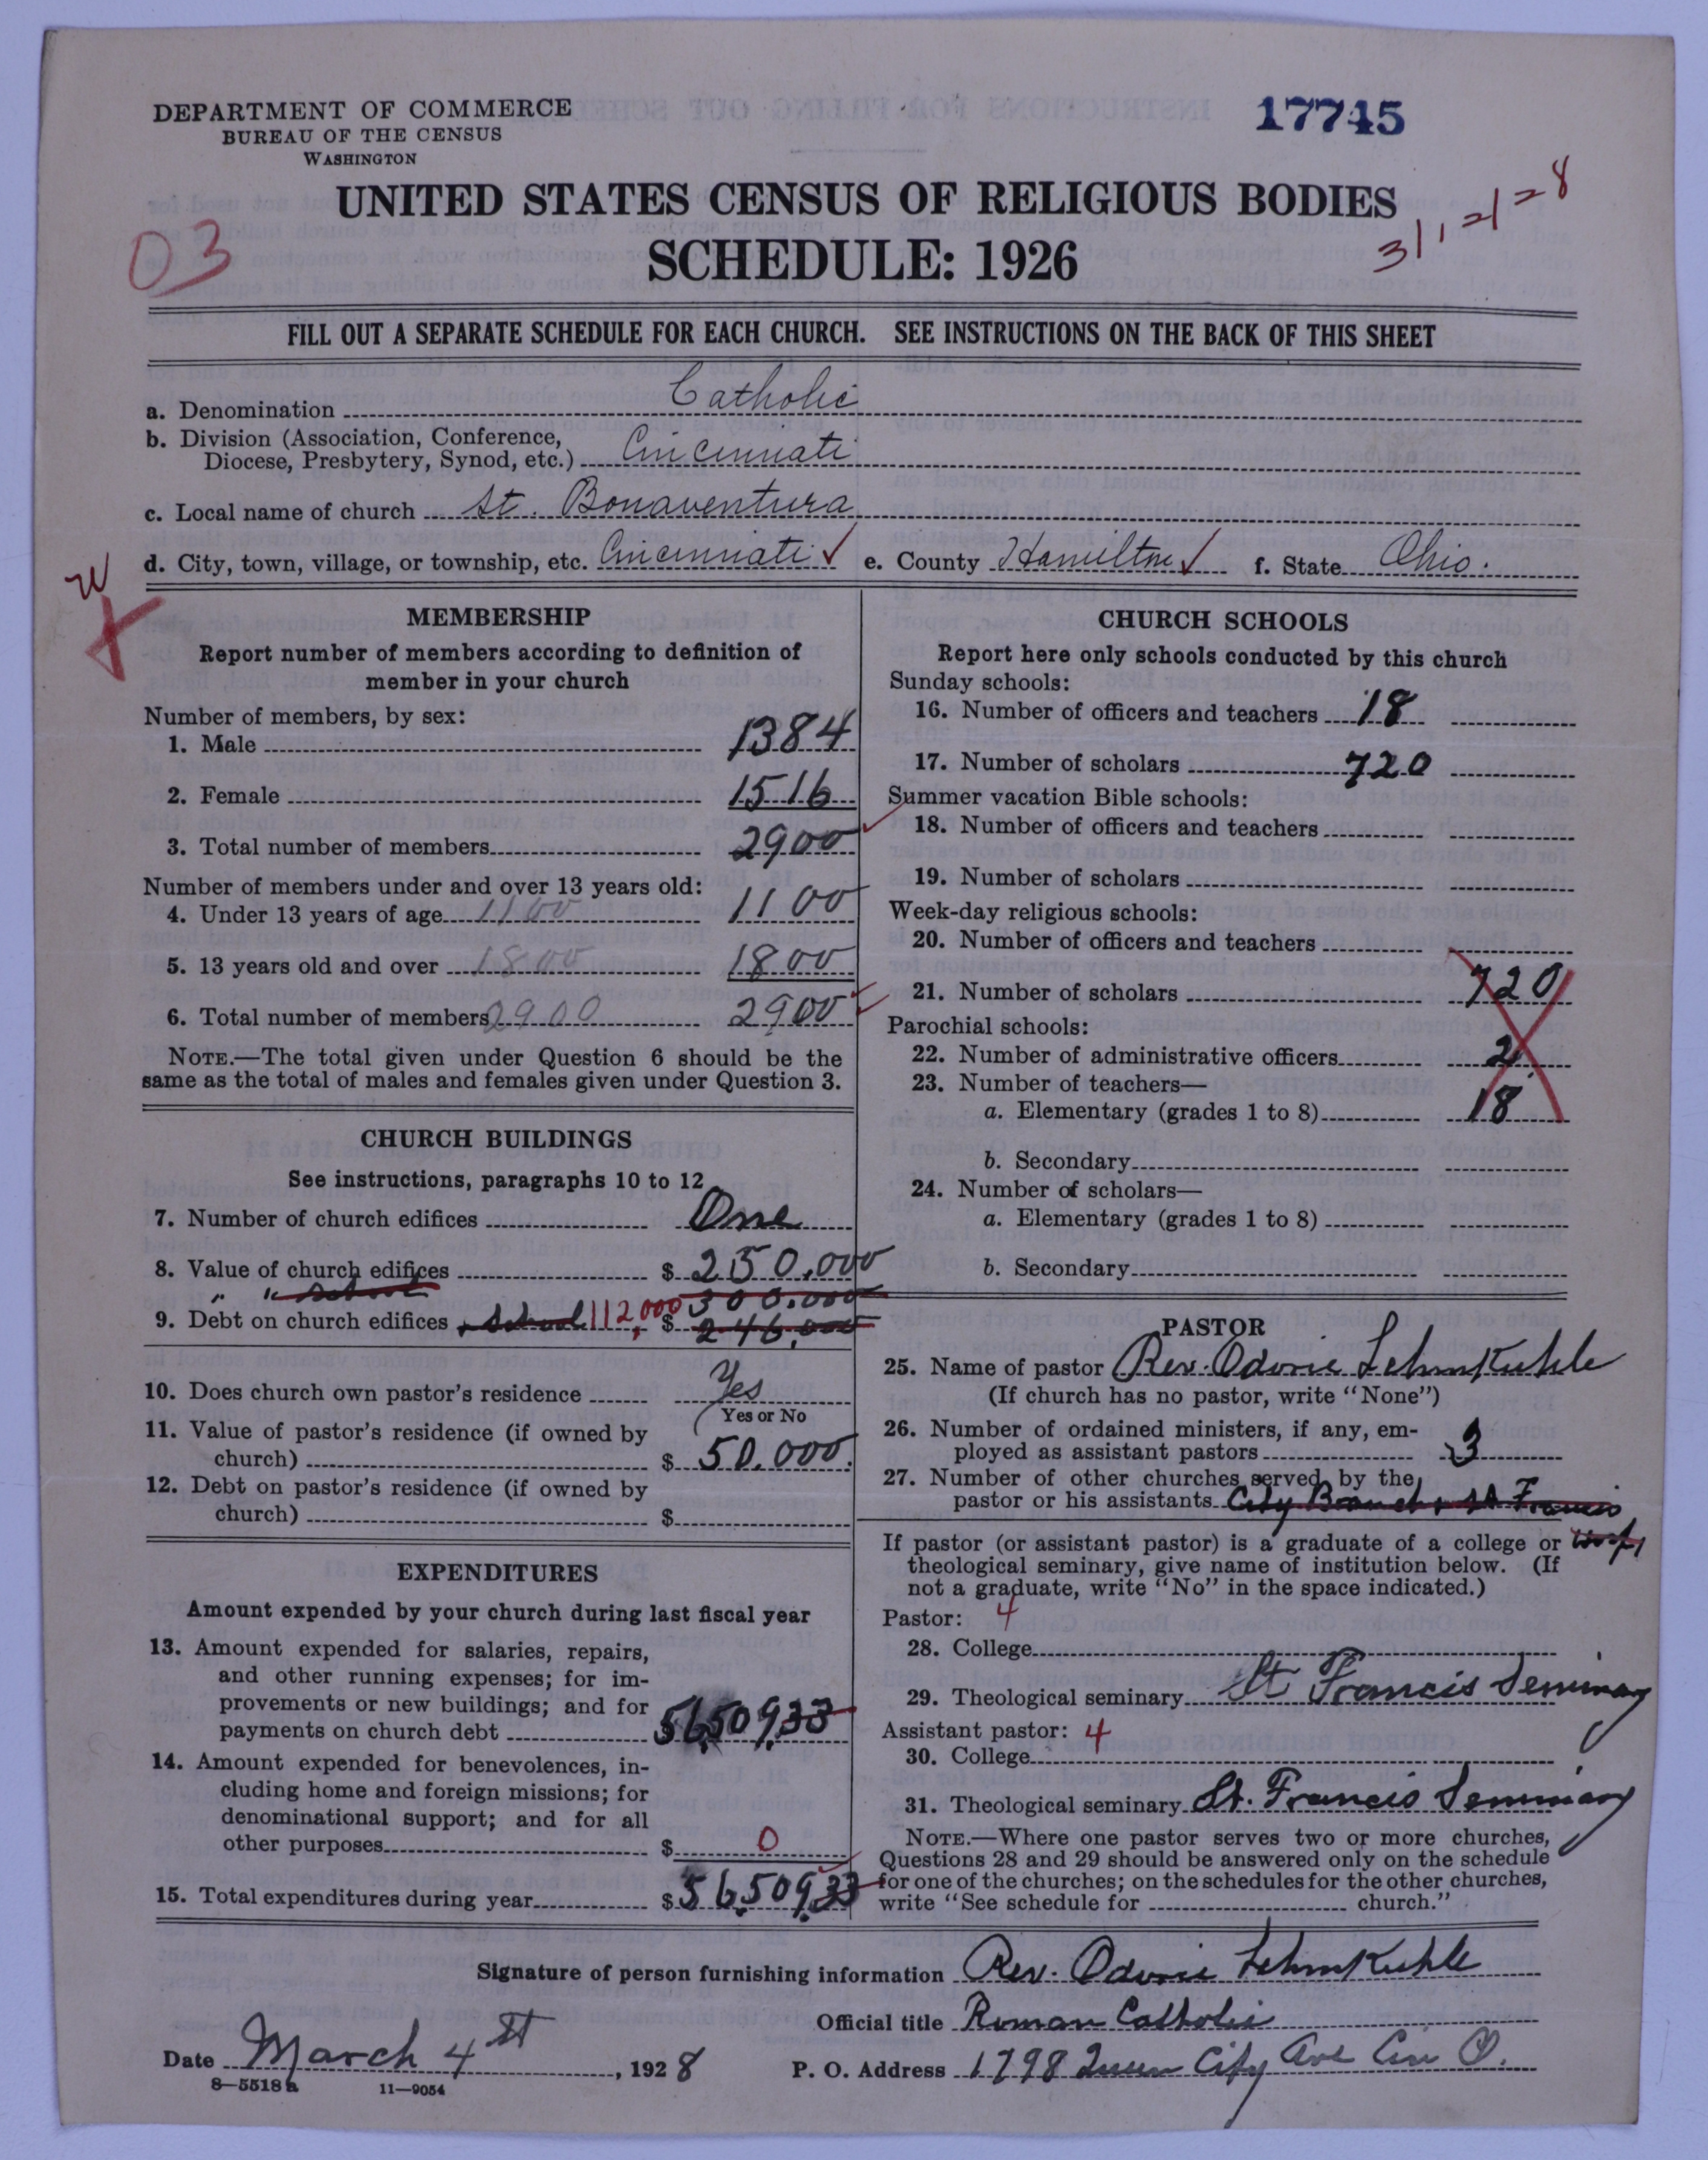 DEPARTMENT OF COMMERCE
BUREAU OF THE CENSUS
WASHINGTON
17745
UNITED STATES CENSUS OF RELIGIOUS BODIES
SCHEDULE: 1926
03
FILL OUT A SEPARATE SCHEDULE FOR EACH CHURCH. SEE INSTRUCTIONS ON THE BACK OF THIS SHEET
a. Denomination Catholic
b. Division (Association, Conference,
Diocese, Presbytery, Synod, etc.) Cincinnati
c. Local name of church St. Bonaventura
d. City, town, village, or township, etc. Cincinnati ✓ e. County Hamilton ✓ f. State Ohio.
MEMBERSHIP
Report number of members according to definition of
member in your church
Number of members, by sex:
1. Male 1384
2. Female 1516
3. Total number of members 2900 ✓
Number of members under and over 13 years old:
4. Under 13 years of age 1100 1100
5. 13 years old and over 1800 1800
6. Total number of members 2900 2900
NOTE.—The total given under Question 6 should be the
same as the total of males and females given under Question 3.
CHURCH BUILDINGS
See instructions, paragraphs 10 to 12
7. Number of church edifices One
8. Value of church edifices $ 250.000
" " school 300.000
9. Debt on church edifices + school 112,000 $ 246,000
10. Does church own pastor's residence Yes
Yes or No
11. Value of pastor's residence (if owned by
church) $ 50.000.
12. Debt on pastor's residence (if owned by
church) $
EXPENDITURES
Amount expended by your church during last fiscal year
13. Amount expended for salaries, repairs,
and other running expenses; for im-
provements or new buildings; and for
payments on church debt 56509.33
14. Amount expended for benevolences, in-
cluding home and foreign missions; for
denominational support; and for all
other purposes $ 0
15. Total expenditures during year $ 56,509.33
CHURCH SCHOOLS
Report here only schools conducted by this church
Sunday schools:
16. Number of officers and teachers 18
17. Number of scholars 720
Summer vacation Bible schools:
18. Number of officers and teachers
19. Number of scholars
Week-day religious schools:
20. Number of officers and teachers
21. Number of scholars 720
Parochial schools:
22. Number of administrative officers 2
23. Number of teachers—
a. Elementary (grades 1 to 8) 18
b. Secondary
24. Number of scholars—
a. Elementary (grades 1 to 8)
b. Secondary
PASTOR
25. Name of pastor Rev. Odoric Lehmkuhle
(If church has no pastor, write "None")
26. Number of ordained ministers, if any, em-
ployed as assistant pastors 3
27. Number of other churches served by the
pastor or his assistants City Branch + St Francis
If pastor (or assistant pastor) is a graduate of a college or
theological seminary, give name of institution below. (If
not a graduate, write "No" in the space indicated.)
Pastor: 4
28. College
29. Theological seminary St Francis Seminary
Assistant pastor: 4
30. College
31. Theological seminary St. Francis Seminary
NOTE.—Where one pastor serves two or more churches,
Questions 28 and 29 should be answered only on the schedule
for one of the churches; on the schedules for the other churches,
write "See schedule for church."
Signature of person furnishing information Rev. Odoric Lehmkuhle
Official title Roman Catholic
Date March 4st, 1928 P. O. Address 1798 Queen City Ave Cin O.
8—5518a 11—9054